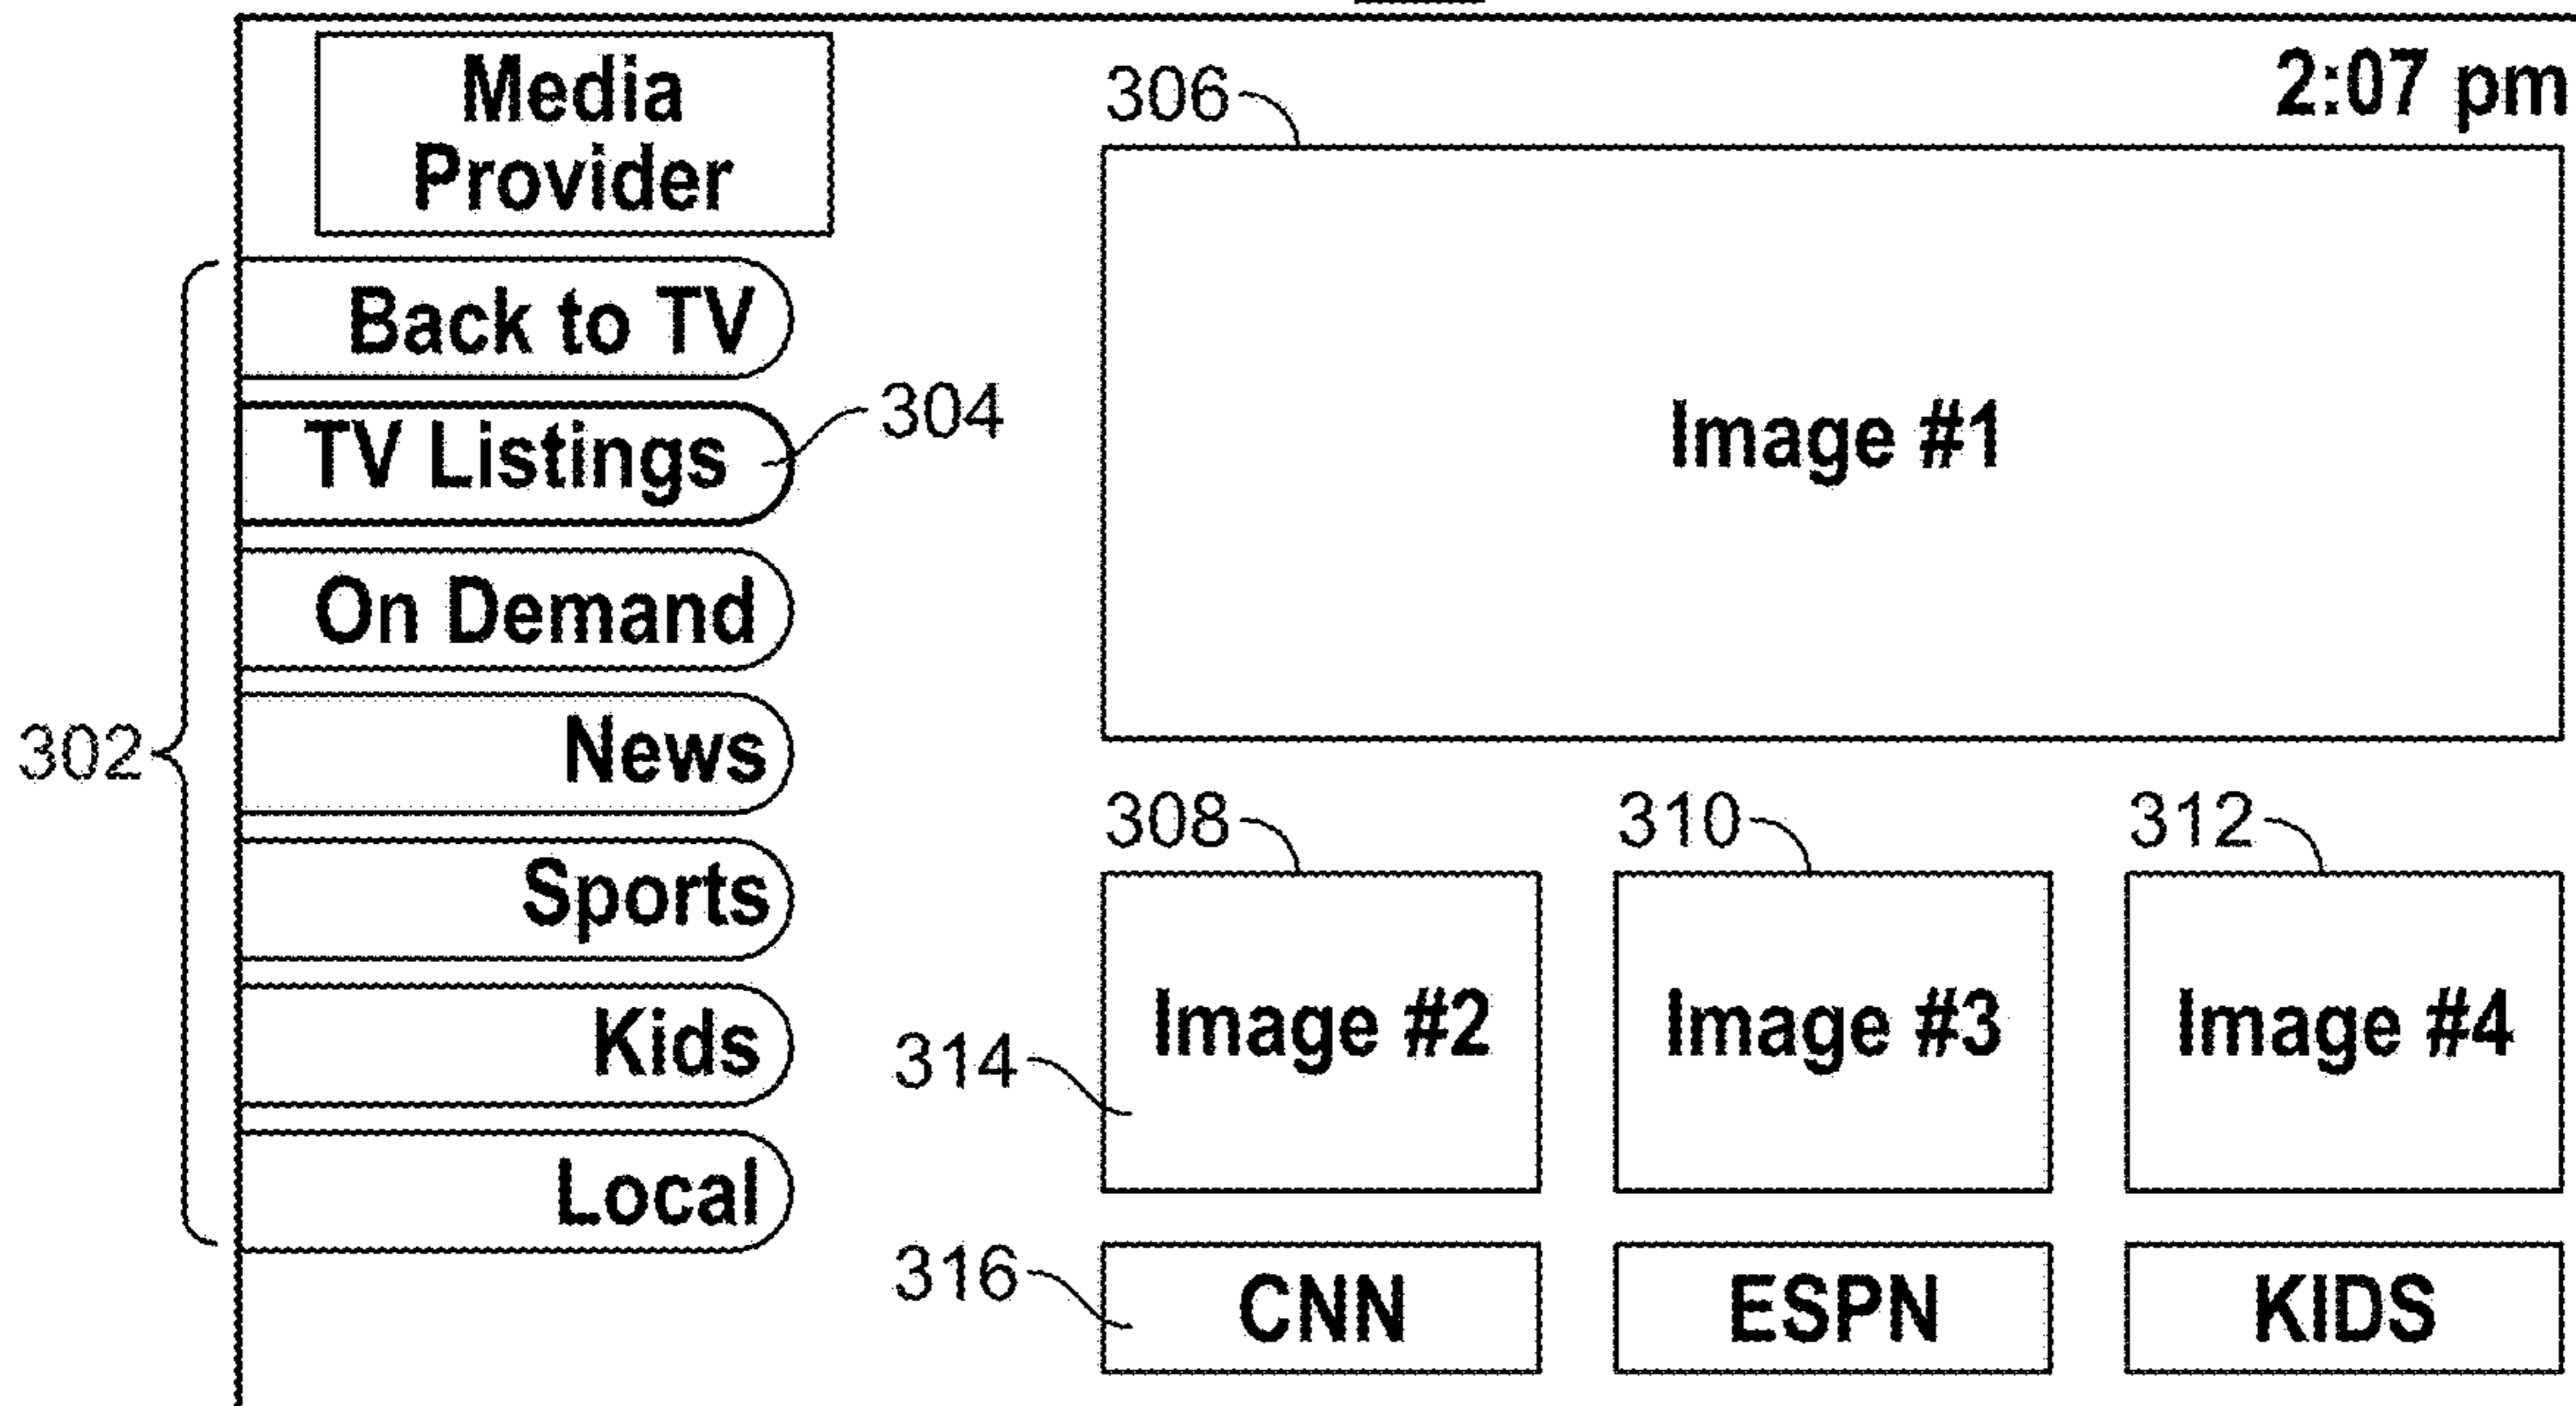 Media
Provider
2:07 pm
306
Image #1
Back to TV
TV Listings
304
On Demand
News
302
Sports
Kids
Local
308
310
312
Image #2
Image #3
Image #4
314
316
CNN
ESPN
KIDS